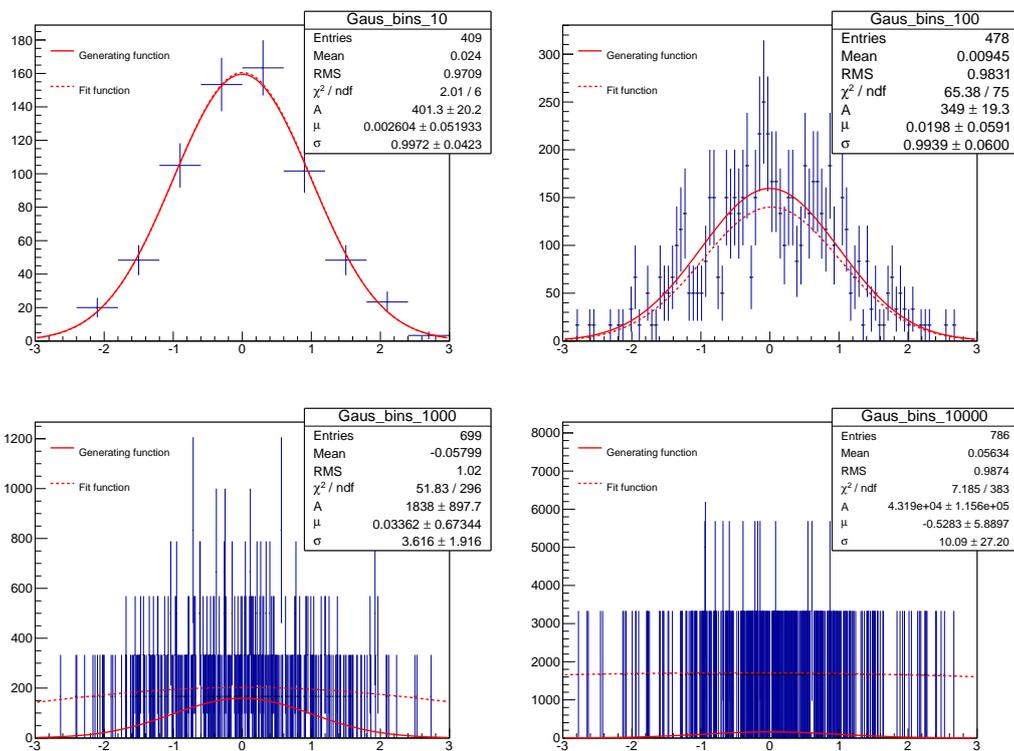 Gaus_bins_10
Entries 409
Mean 0.024
RMS 0.9709
χ² / ndf 2.01 / 6
A 401.3 ± 20.2
μ 0.002604 ± 0.051933
σ 0.9972 ± 0.0423
Generating function
Fit function
180
160
140
120
100
80
60
40
20
0
-3 -2 -1 0 1 2 3
Gaus_bins_100
Entries 478
Mean 0.00945
RMS 0.9831
χ² / ndf 65.38 / 75
A 349 ± 19.3
μ 0.0198 ± 0.0591
σ 0.9939 ± 0.0600
Generating function
Fit function
300
250
200
150
100
50
0
-3 -2 -1 0 1 2 3
Gaus_bins_1000
Entries 699
Mean -0.05799
RMS 1.02
χ² / ndf 51.83 / 296
A 1838 ± 897.7
μ 0.03362 ± 0.67344
σ 3.616 ± 1.916
Generating function
Fit function
1200
1000
800
600
400
200
0
-3 -2 -1 0 1 2 3
Gaus_bins_10000
Entries 786
Mean 0.05634
RMS 0.9874
χ² / ndf 7.185 / 383
A 4.319e+04 ± 1.156e+05
μ -0.5283 ± 5.8897
σ 10.09 ± 27.20
Generating function
Fit function
8000
7000
6000
5000
4000
3000
2000
1000
0
-3 -2 -1 0 1 2 3